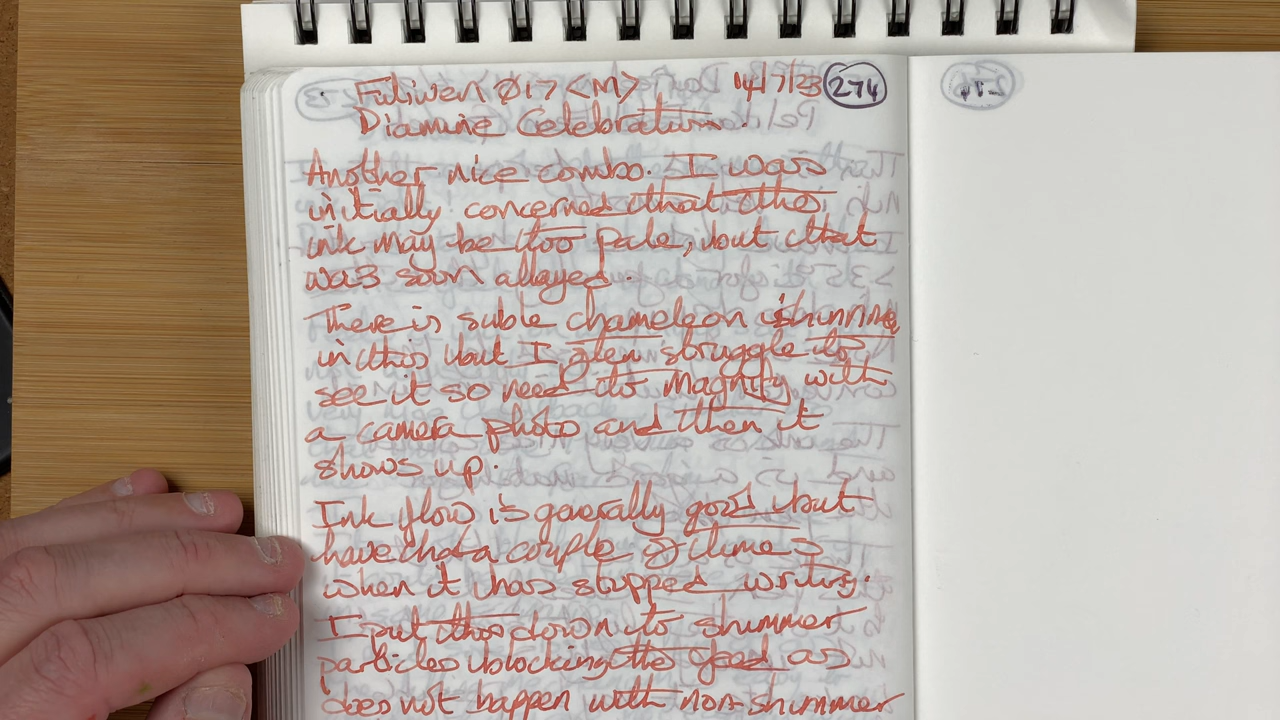 Fuliwen 017 <M> 14/7/23 274
Diamine Celebration.
Another nice combo. I was
initially concerned that the
ink may be too pale, but that
was soon allayed.
There is suble chameleon shimme
in this but I often struggle to
see it so need to magnify with
a camera photo and then it
shows up.
Ink flow is generally good but
have had a couple of times
when it has stopped writing.
I put this down to shimmer
particles blocking the feed as
does not happen with non-shimmer